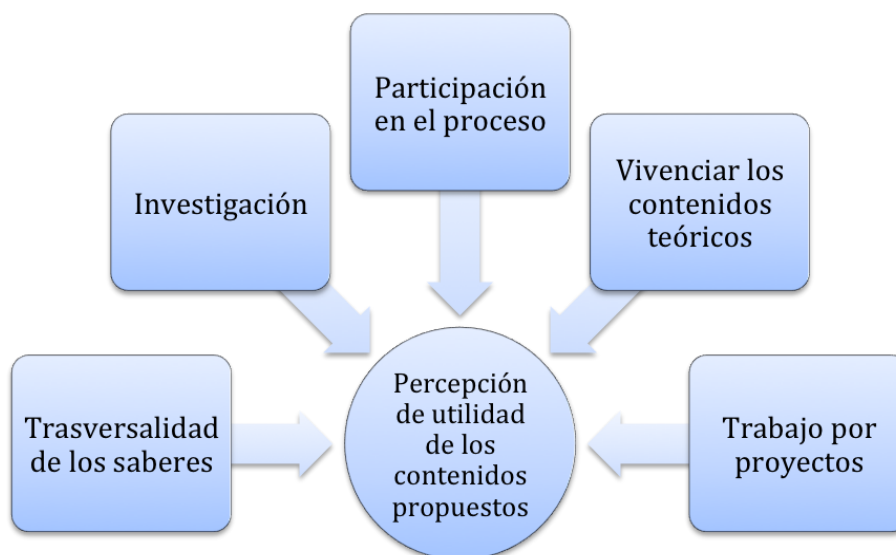 Participación
en el proceso
Investigación
Vivenciar los
contenidos
teóricos
Trasversalidad
de los saberes
Percepción
de utilidad
de los
contenidos
propuestos
Trabajo por
proyectos